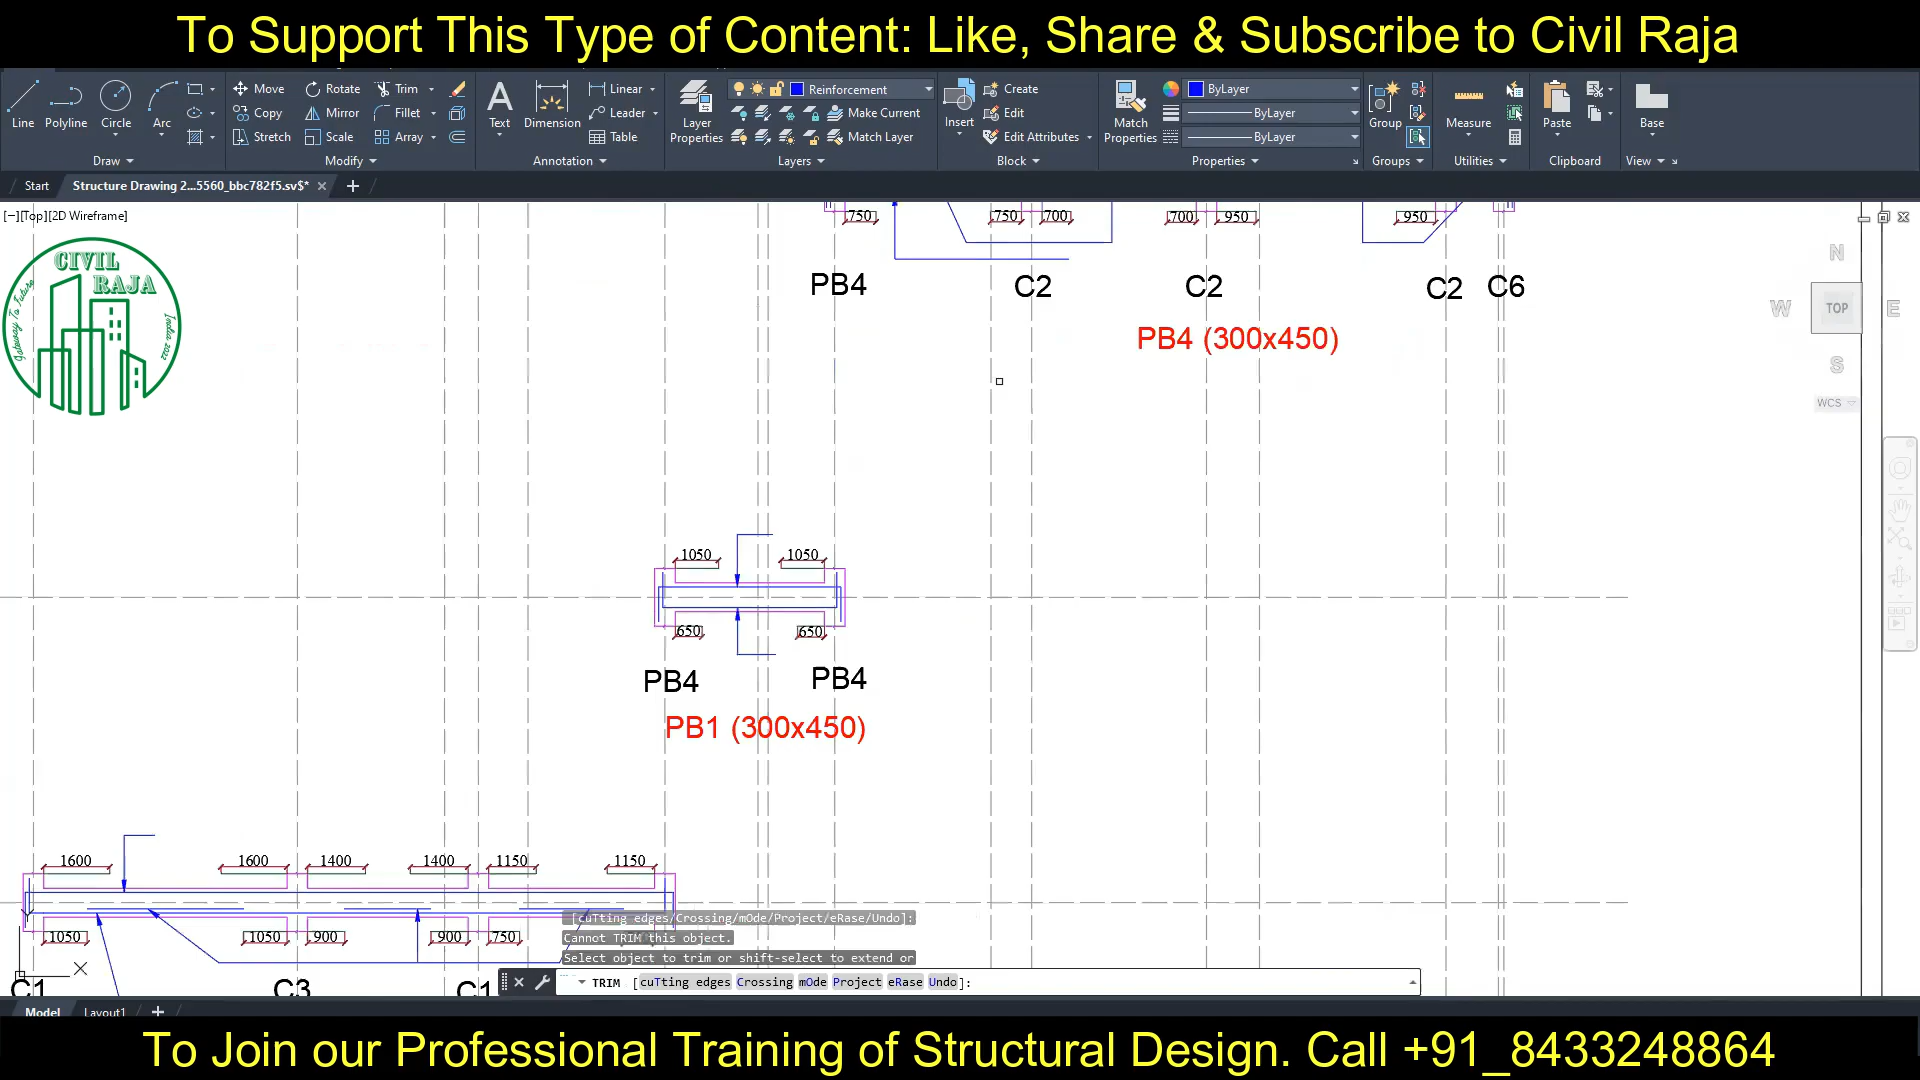 To Support This Type of Content: Like, Share & Subscribe to Civil Raja
Line Polyline Circle Arc
Move Rotate Trim
Copy Mirror Fillet
Stretch Scale Array
Text Dimension
Linear
Leader
Table
Layer Properties
Reinforcement
Make Current
Match Layer
Insert
Create
Edit
Edit Attributes
Match Properties
ByLayer
ByLayer
ByLayer
Group
Measure
Paste
Base
Draw Modify Annotation Layers Block Properties Groups Utilities Clipboard View
Start Structure Drawing 2...5560_bbc782f5.sv$*
[−][Top][2D Wireframe]
CIVIL
RAJA
750 750 700 700 950 950
PB4 C2 C2 C2 C6
PB4 (300x450)
N
W TOP E
S
WCS
1050 1050
650 650
PB4 PB4
PB1 (300x450)
1600 1600 1400 1400 1150 1150
1050 1050 900 900 750
X
C1 C3 C1
[cuTting edges/Crossing/mOde/Project/eRase/Undo]:
Cannot TRIM this object.
Select object to trim or shift-select to extend or
TRIM [cuTting edges Crossing mOde Project eRase Undo]:
Model Layout1
To Join our Professional Training of Structural Design. Call +91_8433248864